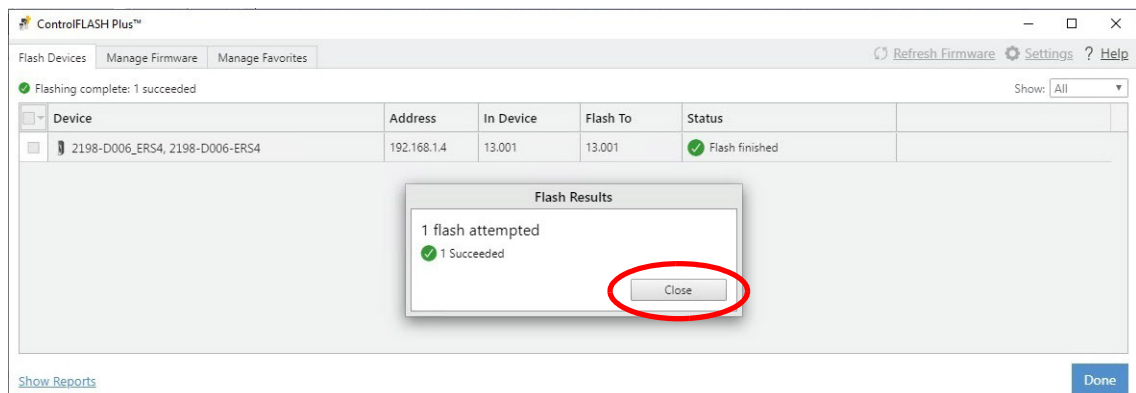 ControlFLASH Plus™
Flash Devices Manage Firmware Manage Favorites Refresh Firmware Settings ? Help
Flashing complete: 1 succeeded Show: All
Device Address In Device Flash To Status
2198-D006_ERS4, 2198-D006-ERS4 192.168.1.4 13.001 13.001 Flash finished
Flash Results
1 flash attempted
1 Succeeded
Close
Show Reports Done